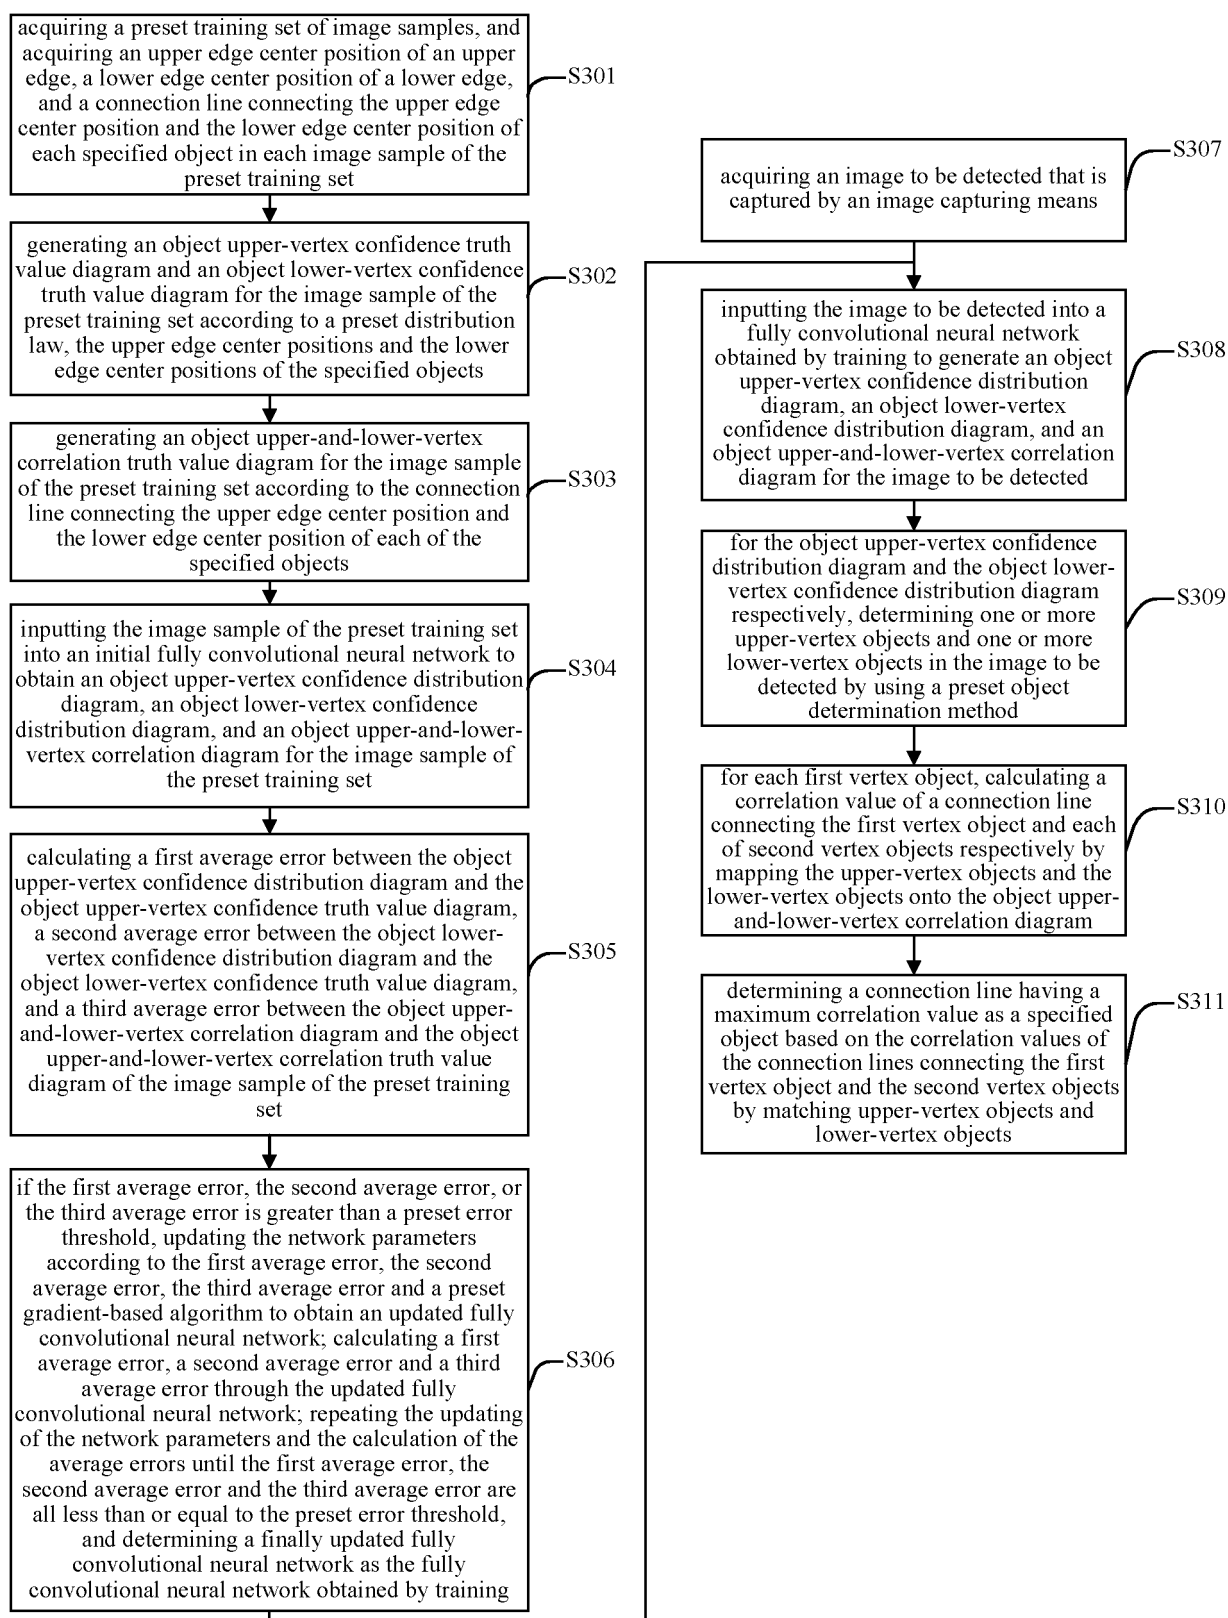 acquiring a preset training set of image samples, and
acquiring an upper edge center position of an upper
edge, a lower edge center position of a lower edge,
and a connection line connecting the upper edge
center position and the lower edge center position of
each specified object in each image sample of the
preset training set
S301
generating an object upper-vertex confidence truth
value diagram and an object lower-vertex confidence
truth value diagram for the image sample of the
preset training set according to a preset distribution
law, the upper edge center positions and the lower
edge center positions of the specified objects
S302
generating an object upper-and-lower-vertex
correlation truth value diagram for the image sample
of the preset training set according to the connection
line connecting the upper edge center position and
the lower edge center position of each of the
specified objects
S303
inputting the image sample of the preset training set
into an initial fully convolutional neural network to
obtain an object upper-vertex confidence distribution
diagram, an object lower-vertex confidence
distribution diagram, and an object upper-and-lower-
vertex correlation diagram for the image sample of
the preset training set
S304
calculating a first average error between the object
upper-vertex confidence distribution diagram and the
object upper-vertex confidence truth value diagram,
a second average error between the object lower-
vertex confidence distribution diagram and the
object lower-vertex confidence truth value diagram,
and a third average error between the object upper-
and-lower-vertex correlation diagram and the object
upper-and-lower-vertex correlation truth value
diagram of the image sample of the preset training
set
S305
if the first average error, the second average error, or
the third average error is greater than a preset error
threshold, updating the network parameters
according to the first average error, the second
average error, the third average error and a preset
gradient-based algorithm to obtain an updated fully
convolutional neural network; calculating a first
average error, a second average error and a third
average error through the updated fully
convolutional neural network; repeating the updating
of the network parameters and the calculation of the
average errors until the first average error, the
second average error and the third average error are
all less than or equal to the preset error threshold,
and determining a finally updated fully
convolutional neural network as the fully
convolutional neural network obtained by training
S306
acquiring an image to be detected that is
captured by an image capturing means
S307
inputting the image to be detected into a
fully convolutional neural network
obtained by training to generate an object
upper-vertex confidence distribution
diagram, an object lower-vertex
confidence distribution diagram, and an
object upper-and-lower-vertex correlation
diagram for the image to be detected
S308
for the object upper-vertex confidence
distribution diagram and the object lower-
vertex confidence distribution diagram
respectively, determining one or more
upper-vertex objects and one or more
lower-vertex objects in the image to be
detected by using a preset object
determination method
S309
for each first vertex object, calculating a
correlation value of a connection line
connecting the first vertex object and each
of second vertex objects respectively by
mapping the upper-vertex objects and the
lower-vertex objects onto the object upper-
and-lower-vertex correlation diagram
S310
determining a connection line having a
maximum correlation value as a specified
object based on the correlation values of
the connection lines connecting the first
vertex object and the second vertex objects
by matching upper-vertex objects and
lower-vertex objects
S311